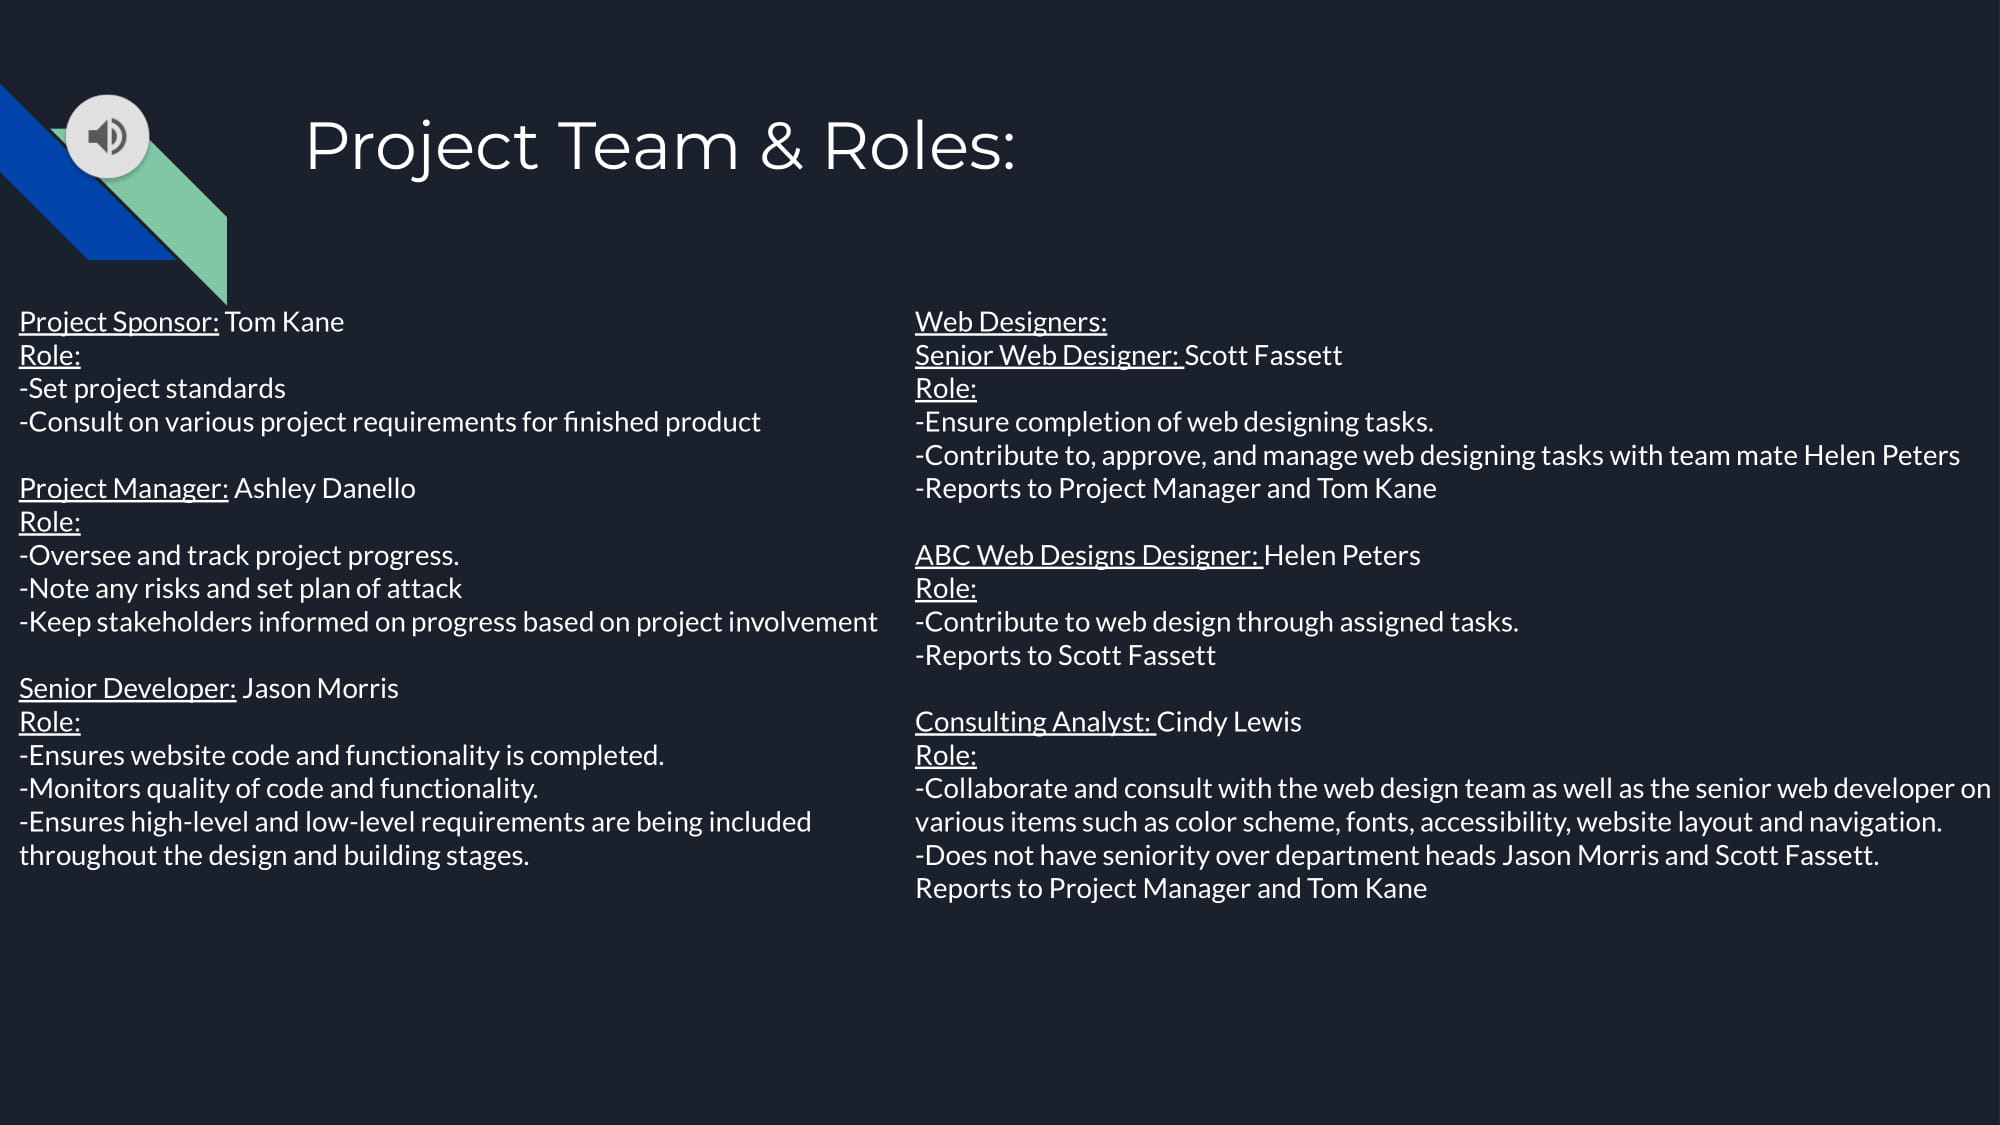 Project Team & Roles:
Project Sponsor: Tom Kane
Role:
-Set project standards
-Consult on various project requirements for finished product
Project Manager: Ashley Danello
Role:
-Oversee and track project progress.
-Note any risks and set plan of attack
-Keep stakeholders informed on progress based on project involvement
Senior Developer: Jason Morris
Role:
-Ensures website code and functionality is completed.
-Monitors quality of code and functionality.
-Ensures high-level and low-level requirements are being included
throughout the design and building stages.
Web Designers:
Senior Web Designer: Scott Fassett
Role:
-Ensure completion of web designing tasks.
-Contribute to, approve, and manage web designing tasks with team mate Helen Peters
-Reports to Project Manager and Tom Kane
ABC Web Designs Designer: Helen Peters
Role:
-Contribute to web design through assigned tasks.
-Reports to Scott Fassett
Consulting Analyst: Cindy Lewis
Role:
-Collaborate and consult with the web design team as well as the senior web developer on
various items such as color scheme, fonts, accessibility, website layout and navigation.
-Does not have seniority over department heads Jason Morris and Scott Fassett.
Reports to Project Manager and Tom Kane